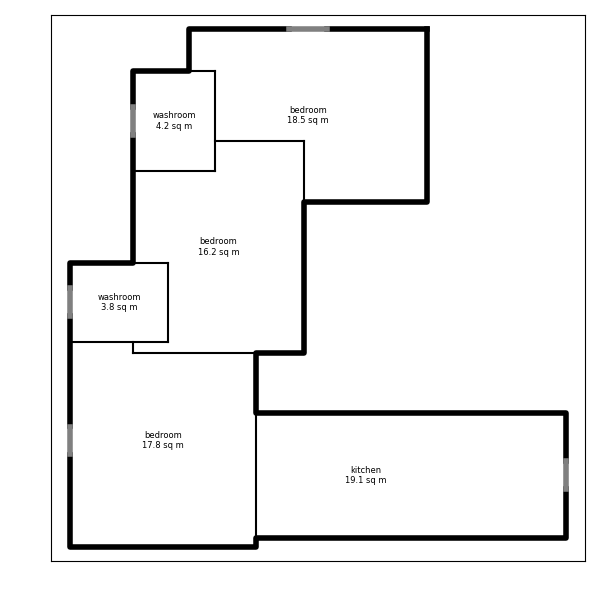 bedroom
18.5 sq m
washroom
4.2 sq m
bedroom
16.2 sq m
washroom
3.8 sq m
bedroom
17.8 sq m
kitchen
19.1 sq m